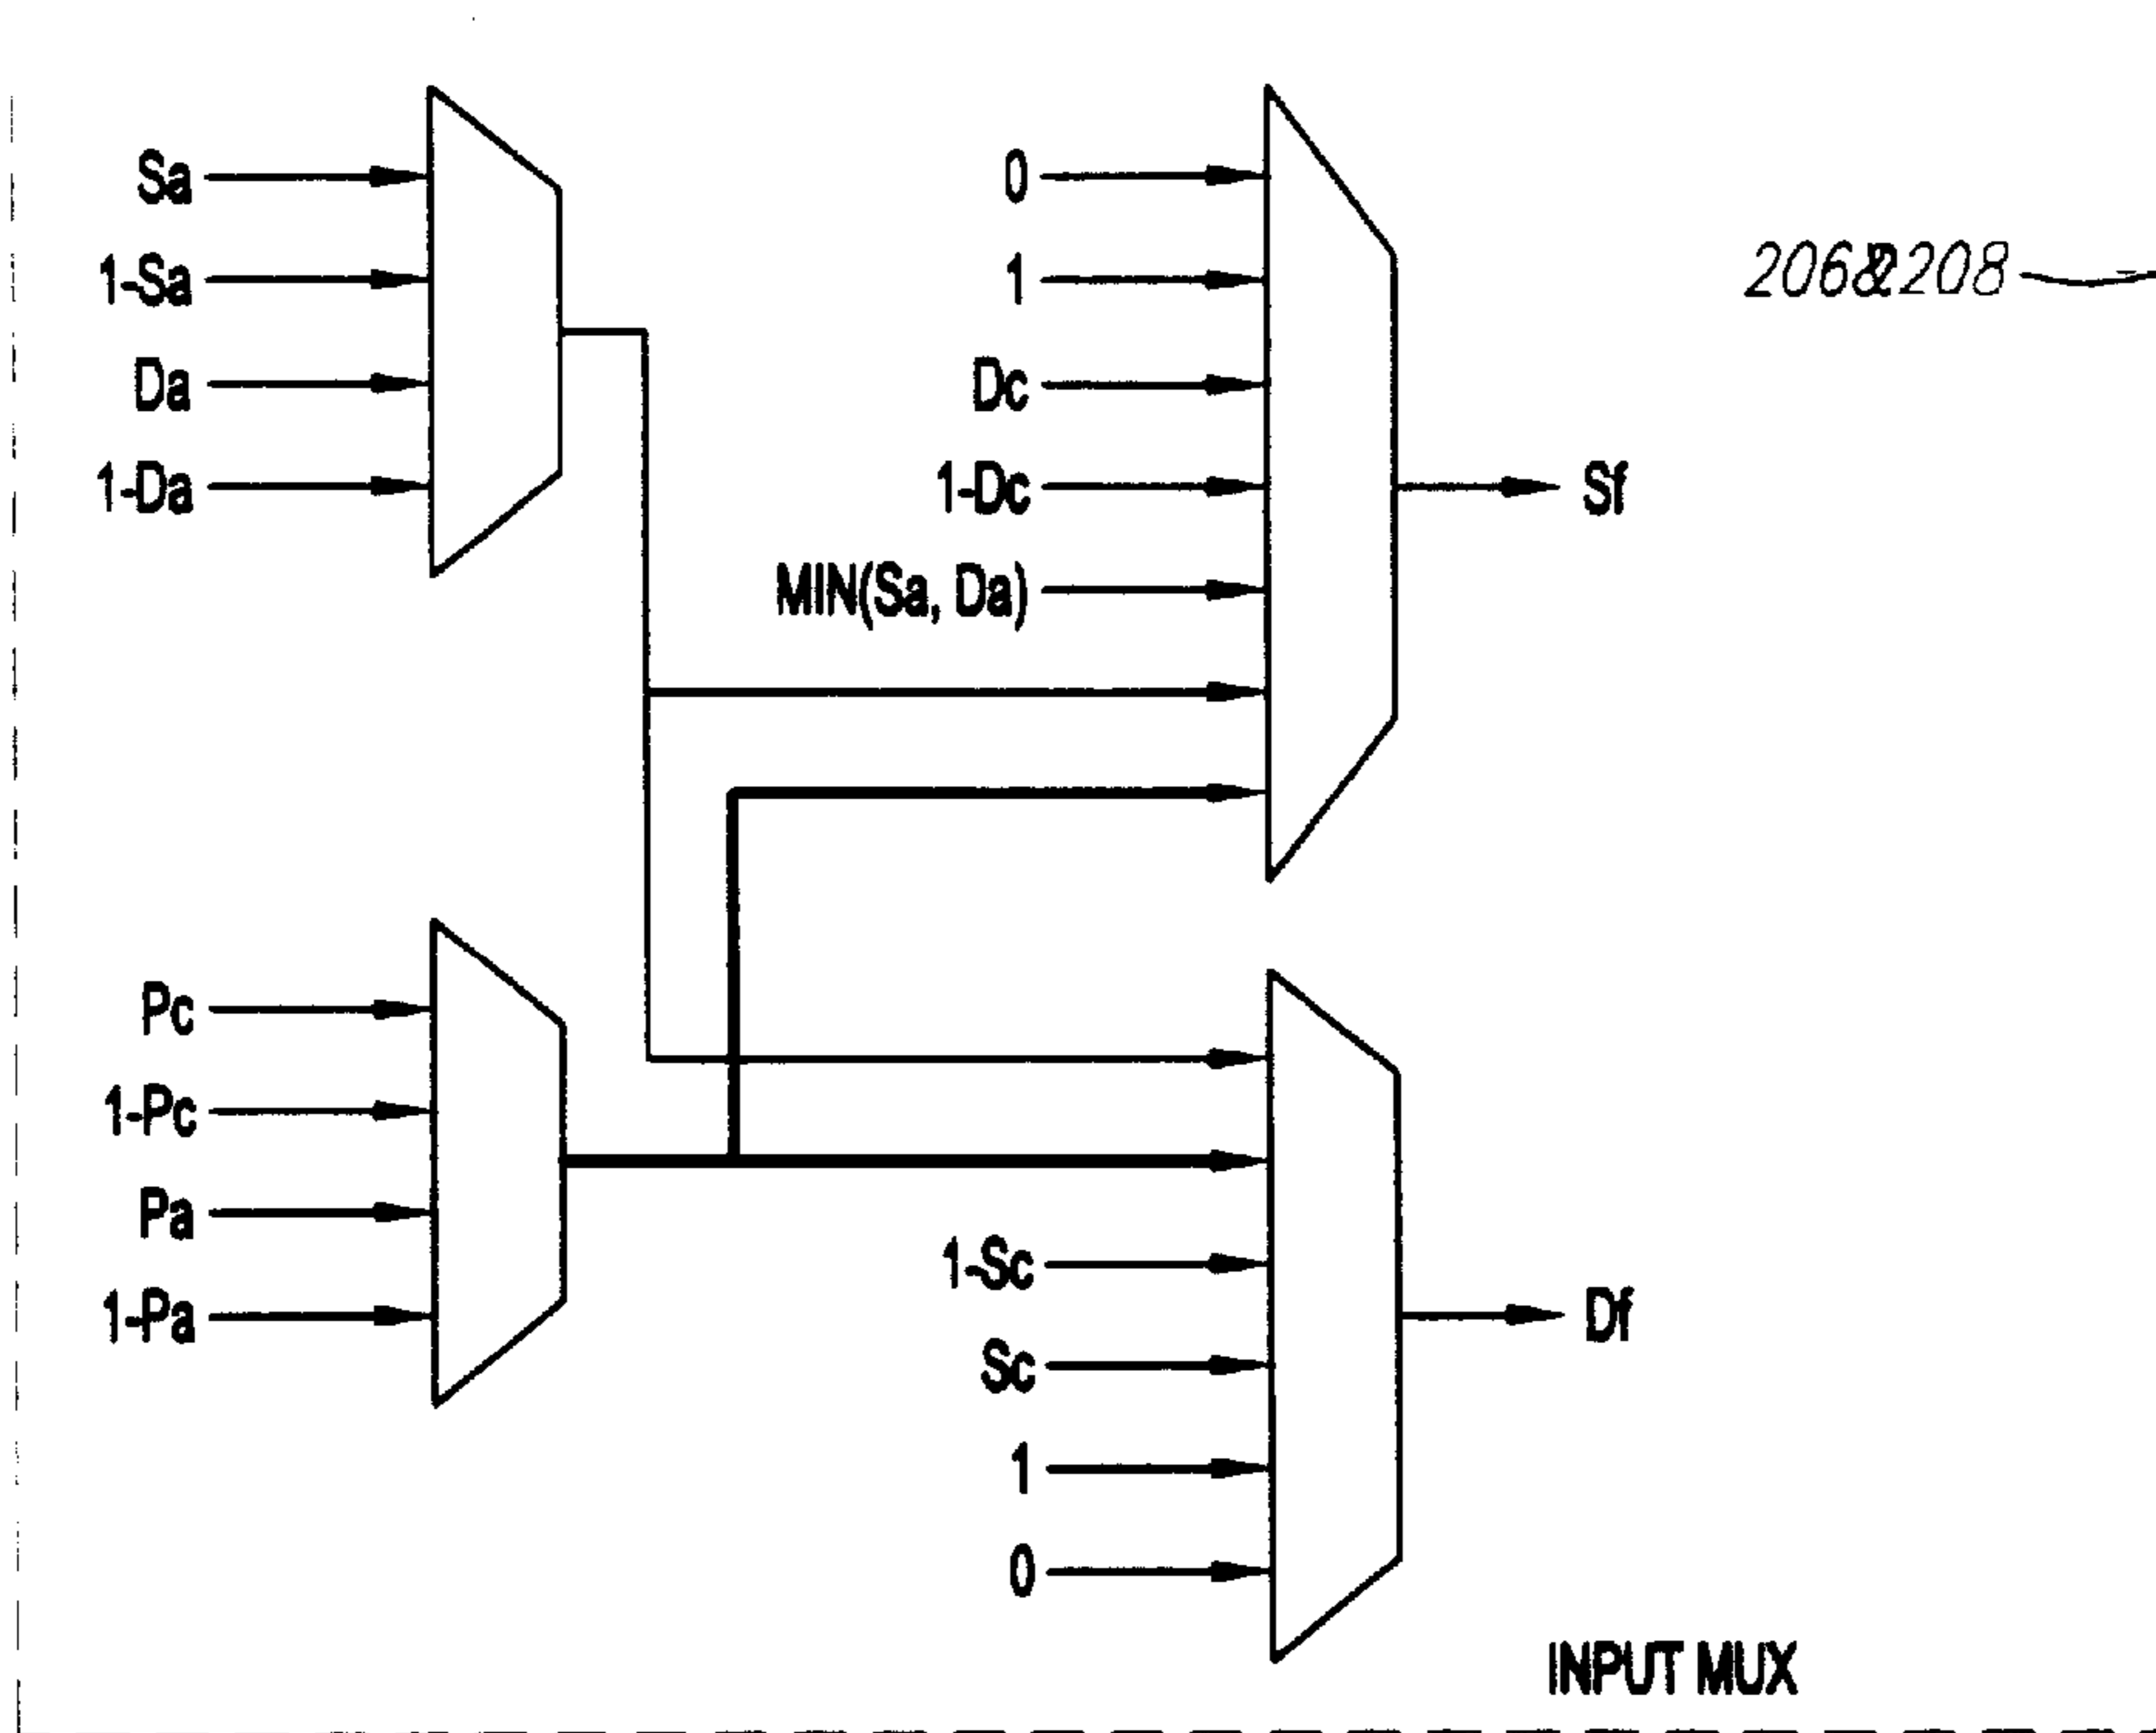 Sa
1-Sa
Da
1-Da
0
1
Dc
1-Dc
MIN(Sa, Da)
Sf
206&208
Pc
1-Pc
Pa
1-Pa
1-Sc
Sc
1
0
Df
INPUT MUX